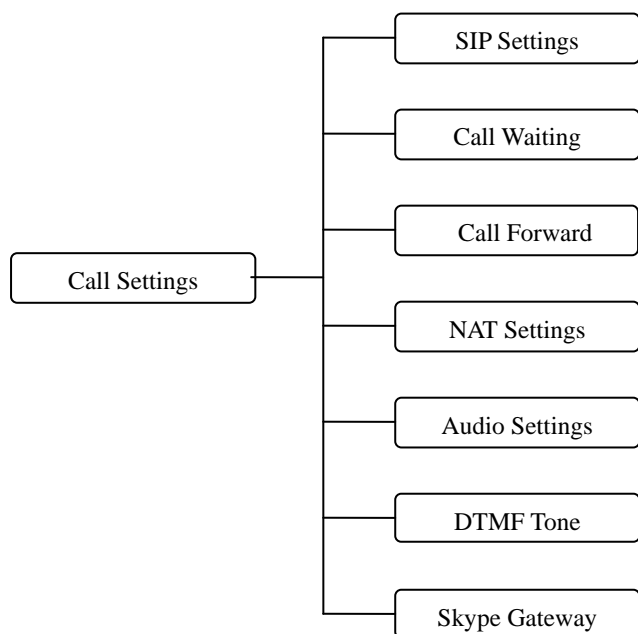 SIP Settings
Call Waiting
Call Forward
Call Settings
NAT Settings
Audio Settings
DTMF Tone
Skype Gateway